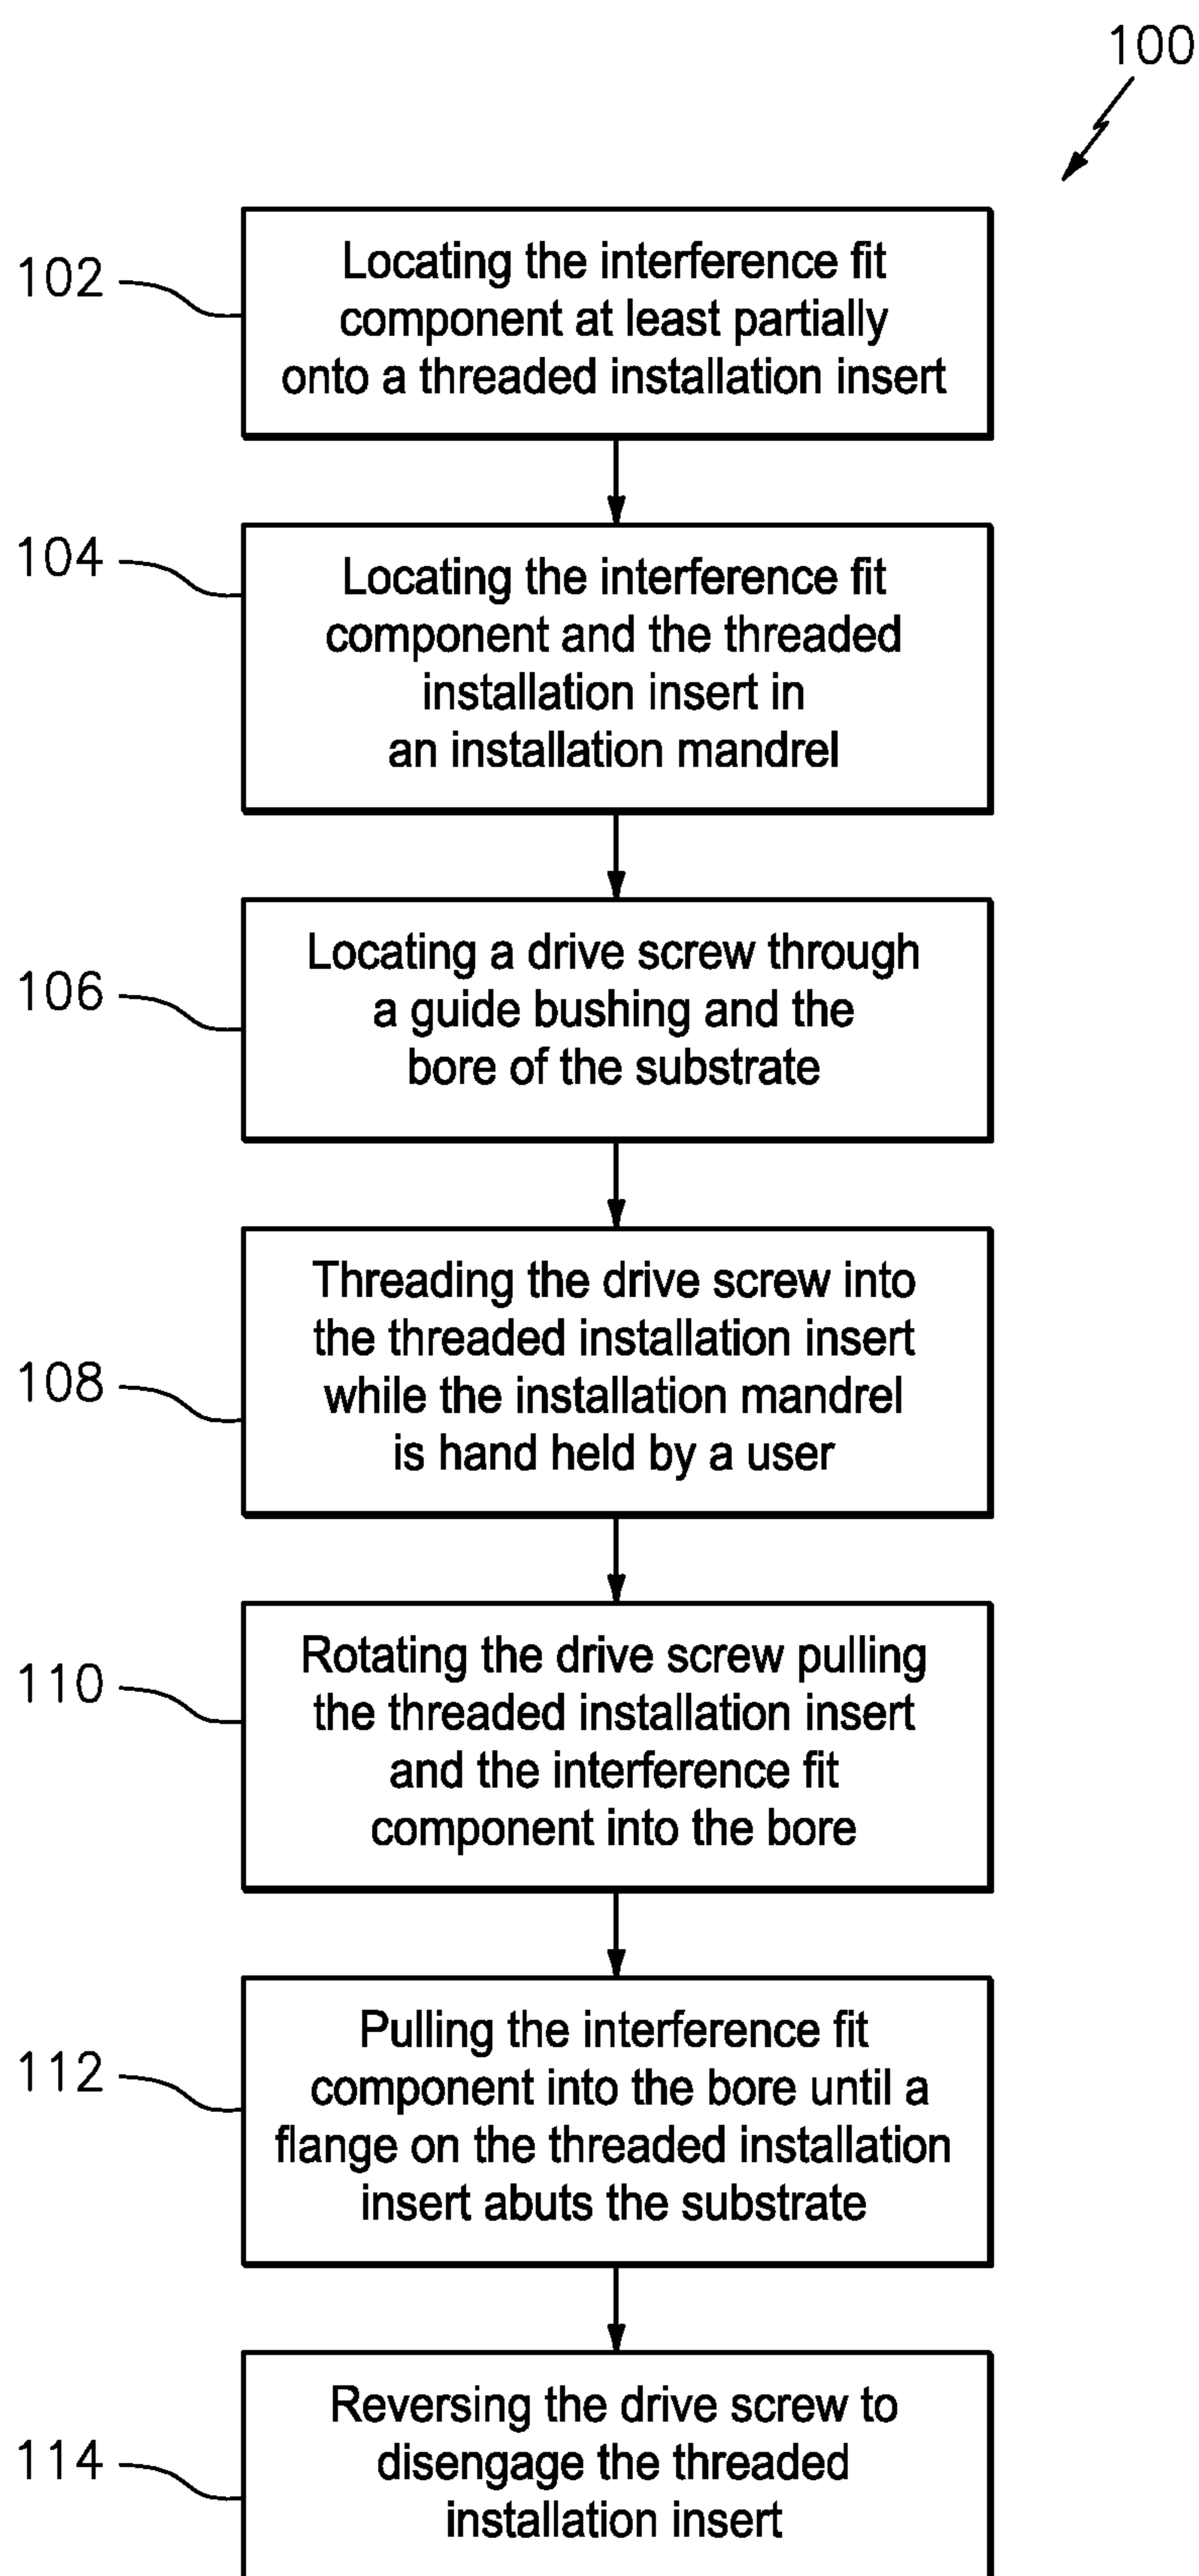 100
102
Locating the interference fit
component at least partially
onto a threaded installation insert
104
Locating the interference fit
component and the threaded
installation insert in
an installation mandrel
106
Locating a drive screw through
a guide bushing and the
bore of the substrate
108
Threading the drive screw into
the threaded installation insert
while the installation mandrel
is hand held by a user
110
Rotating the drive screw pulling
the threaded installation insert
and the interference fit
component into the bore
112
Pulling the interference fit
component into the bore until a
flange on the threaded installation
insert abuts the substrate
114
Reversing the drive screw to
disengage the threaded
installation insert